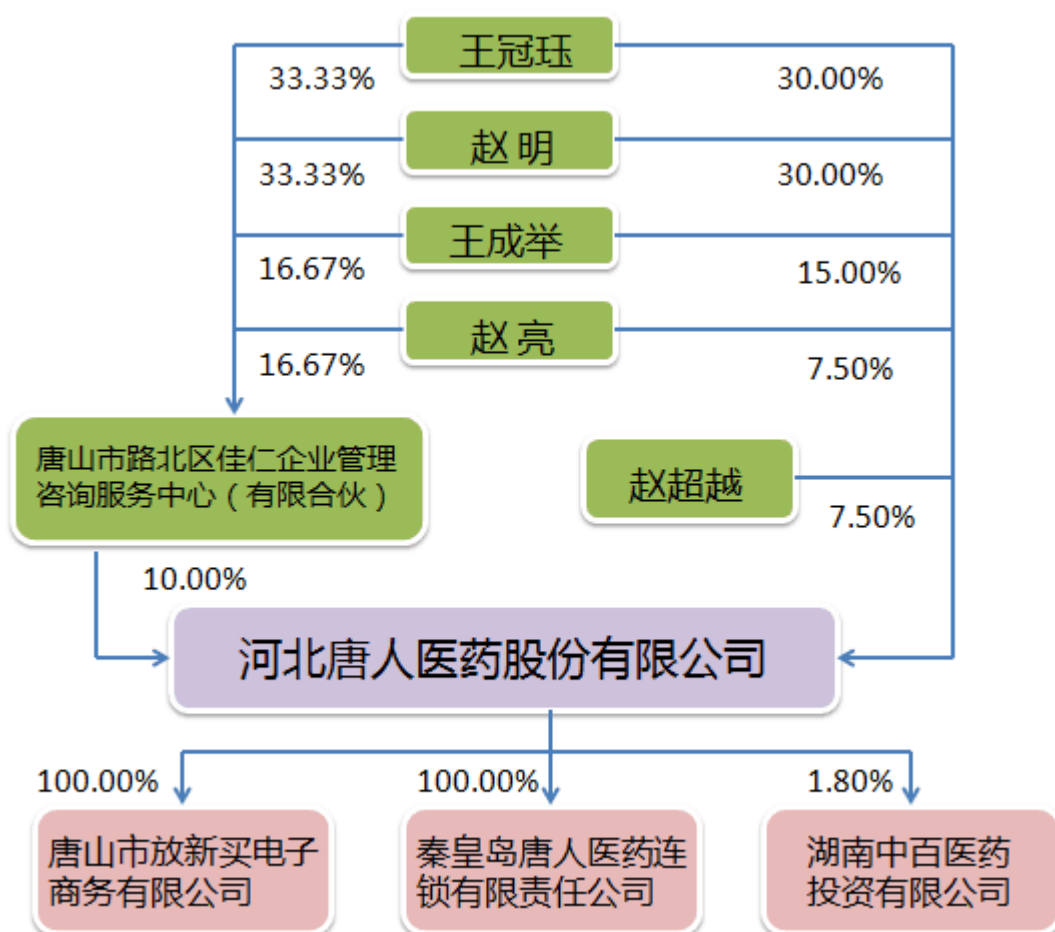 王冠珏
33.33%
30.00%
赵 明
33.33%
30.00%
王成举
16.67%
15.00%
赵 亮
16.67%
7.50%
唐山市路北区佳仁企业管理
咨询服务中心（有限合伙）
赵超越
7.50%
10.00%
河北唐人医药股份有限公司
100.00%
100.00%
1.80%
唐山市放新买电子
商务有限公司
秦皇岛唐人医药连
锁有限责任公司
湖南中百医药
投资有限公司